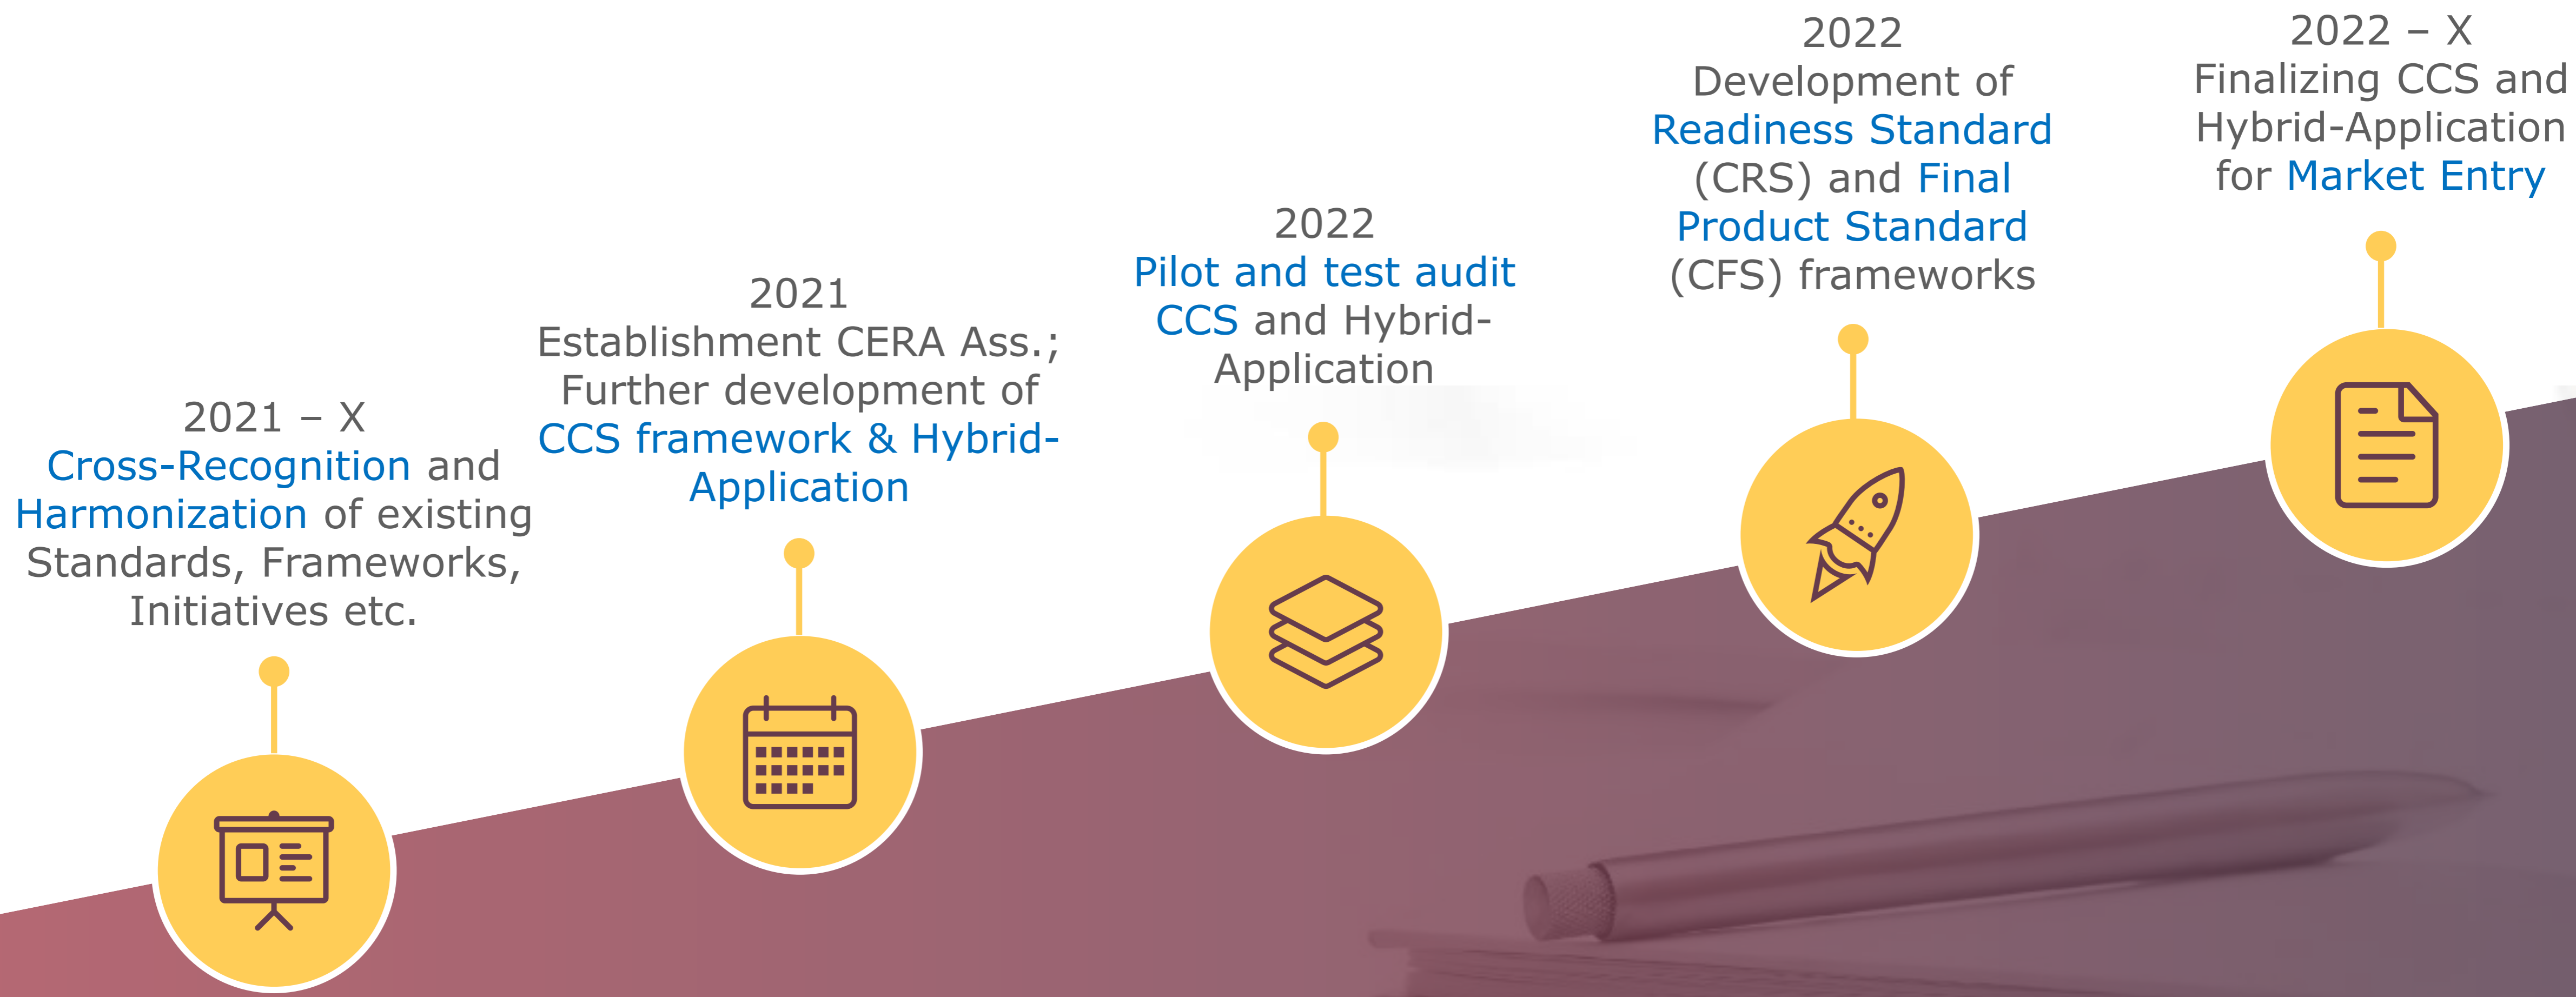 2021 – X
Cross-Recognition and
Harmonization of existing
Standards, Frameworks,
Initiatives etc.
2021
Establishment CERA Ass.;
Further development of
CCS framework & Hybrid-
Application
2022
Pilot and test audit
CCS and Hybrid-
Application
2022
Development of
Readiness Standard
(CRS) and Final
Product Standard
(CFS) frameworks
2022 – X
Finalizing CCS and
Hybrid-Application
for Market Entry